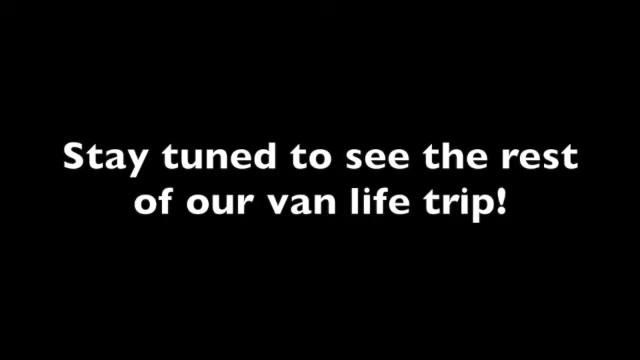 Stay tuned to see the rest
of our van life trip!